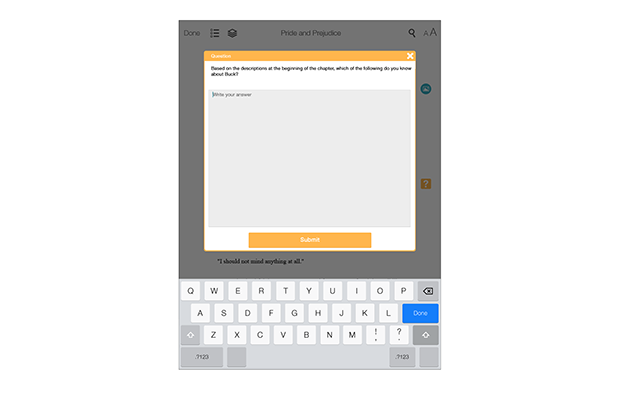 Done Pride and Prejudice AA
Question
Based on the descriptions at the beginning of the chapter, which of the following do you know
about Buck?
Write your answer
?
Submit
"I should not mind anything at all."
Q W E R T Y U I O P
A S D F G H J K L Done
Z X C V B N M ! , ? .
.?123 .?123